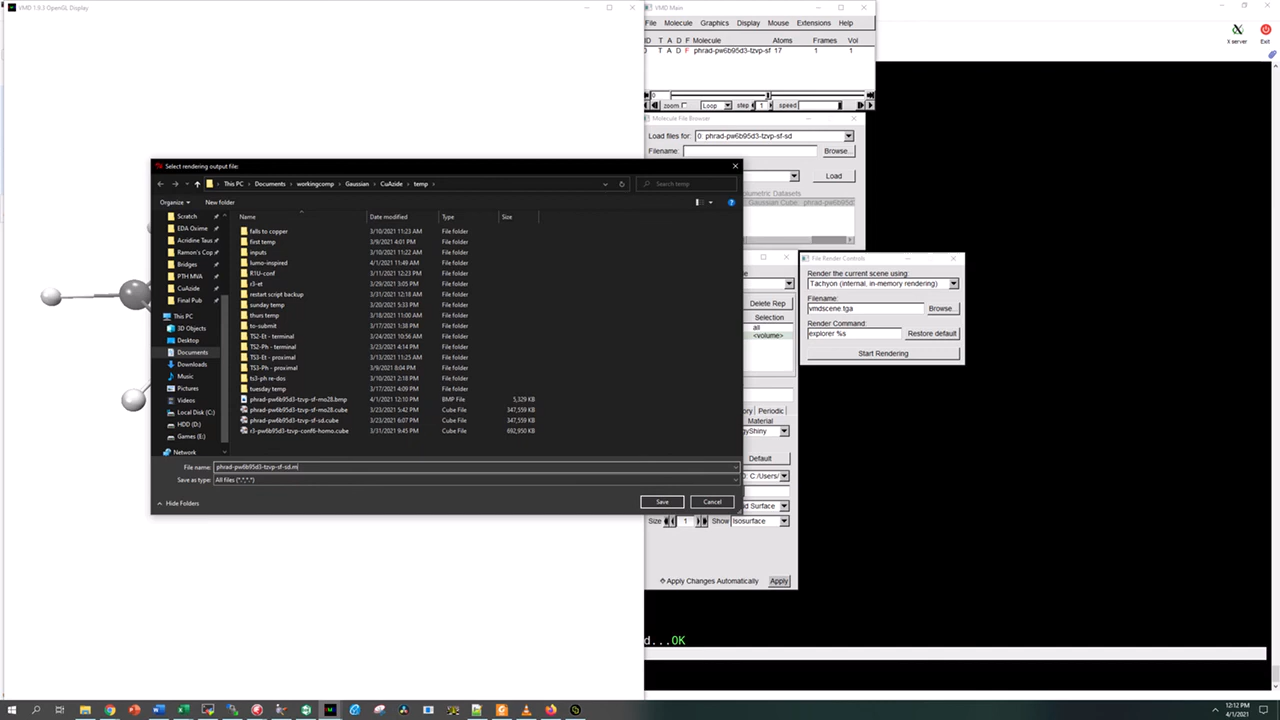 VMD 1.9.3 OpenGL Display
VMD Main
File Molecule Graphics Display Mouse Extensions Help
ID T A D F Molecule Atoms Frames Vol
0 T A D F phrad-pw6b95d3-tzvp-sf 17 1 1
0
zoom Loop step 1 speed
X server
Exit
Molecule File Browser
Load files for: 0: phrad-pw6b95d3-tzvp-sf-sd
Filename: Browse...
Load
Volumetric Datasets
Gaussian Cube: phrad-pw6b95d
Select rendering output file:
This PC Documents workingcomp Gaussian CuAzide temp
Search temp
Organize New folder
Name Date modified Type Size
Scratch
EDA Oxime
Acridine Taus
Ramon's Cop
Bridges
PTH MVA
CuAzide
Final Pub
This PC
3D Objects
Desktop
Documents
Downloads
Music
Pictures
Videos
Local Disk (C:)
HDD (D:)
Games (E:)
Network
falls to copper 3/10/2021 11:23 AM File folder
first temp 3/9/2021 4:01 PM File folder
inputs 3/10/2021 11:22 AM File folder
lumo-inspired 4/1/2021 11:49 AM File folder
R1U-conf 3/11/2021 12:23 PM File folder
r3-et 3/29/2021 3:05 PM File folder
restart script backup 3/31/2021 12:18 AM File folder
sunday temp 3/20/2021 5:33 PM File folder
thurs temp 3/18/2021 11:00 AM File folder
to-submit 3/17/2021 1:38 PM File folder
TS2-Et - terminal 3/24/2021 10:56 AM File folder
TS2-Ph - terminal 3/23/2021 4:14 PM File folder
TS3-Et - proximal 3/13/2021 11:25 AM File folder
TS3-Ph - proximal 3/9/2021 8:04 PM File folder
ts3-ph re-dos 3/10/2021 2:18 PM File folder
tuesday temp 3/17/2021 4:09 PM File folder
phrad-pw6b95d3-tzvp-sf-mo28.bmp 4/1/2021 12:10 PM BMP File 5,329 KB
phrad-pw6b95d3-tzvp-sf-mo28.cube 3/23/2021 5:42 PM Cube File 347,559 KB
phrad-pw6b95d3-tzvp-sf-sd.cube 3/23/2021 6:07 PM Cube File 347,559 KB
r3-pw6b95d3-tzvp-conf6-homo.cube 3/31/2021 9:45 PM Cube File 692,950 KB
File name: phrad-pw6b95d3-tzvp-sf-sd.m
Save as type: All files (*.*,*.*)
Hide Folders
Save Cancel
Delete Rep
Selection
all
<volume>
Periodic
Material
Default
C:/Users/
Size 1 Show Isosurface
Apply Changes Automatically Apply
File Render Controls
Render the current scene using:
Tachyon (internal, in-memory rendering)
Filename:
vmdscene.tga Browse...
Render Command:
explorer %s Restore default
Start Rendering
d...OK
12:12 PM
4/1/2021